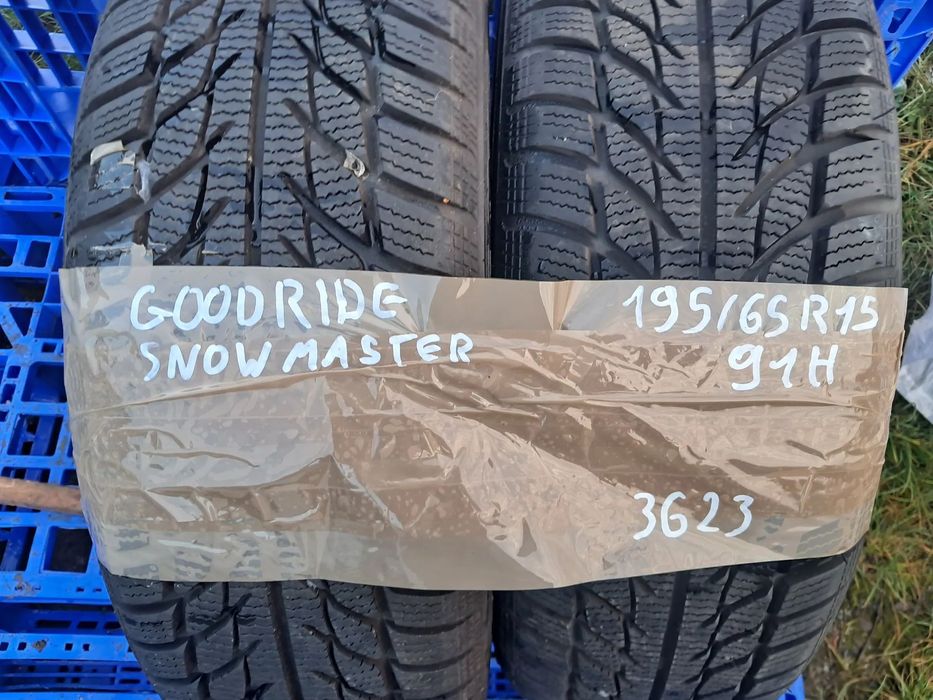 GOODRIDE
SNOWMASTER
195/65R15
91H
3623